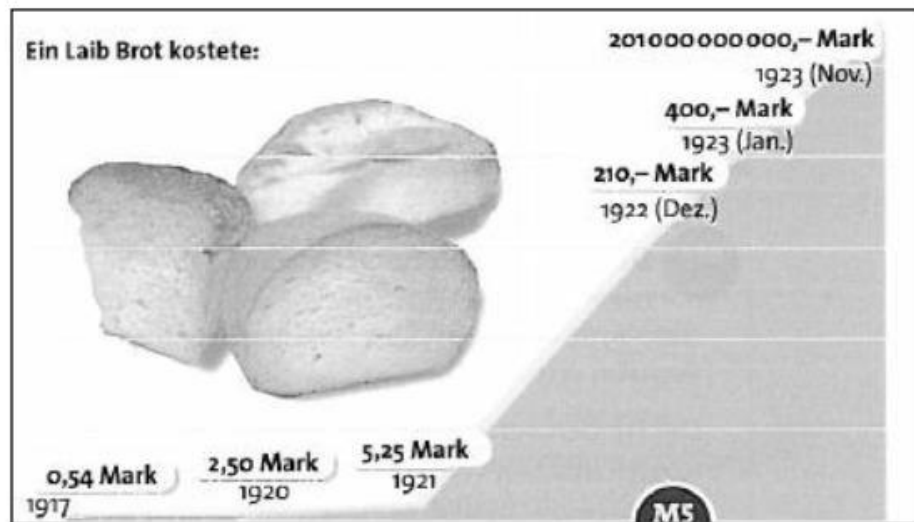 Ein Laib Brot kostete:
201000000000,– Mark
1923 (Nov.)
400,– Mark
1923 (Jan.)
210,– Mark
1922 (Dez.)
5,25 Mark
1921
2,50 Mark
1920
0,54 Mark
1917
M5